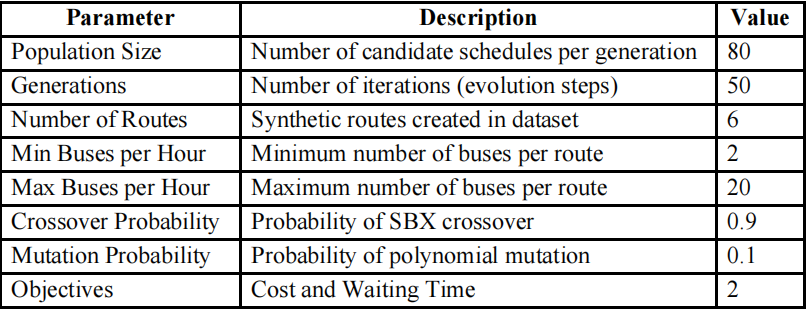 Parameter Description Value
Population Size Number of candidate schedules per generation 80
Generations Number of iterations (evolution steps) 50
Number of Routes Synthetic routes created in dataset 6
Min Buses per Hour Minimum number of buses per route 2
Max Buses per Hour Maximum number of buses per route 20
Crossover Probability Probability of SBX crossover 0.9
Mutation Probability Probability of polynomial mutation 0.1
Objectives Cost and Waiting Time 2